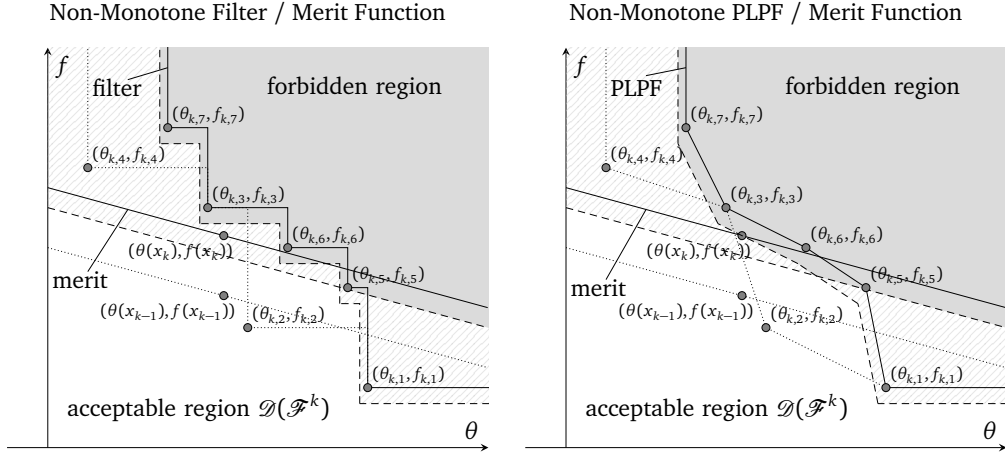 Non-Monotone Filter / Merit Function
f
filter
forbidden region
(θk,7, fk,7)
(θk,4, fk,4)
(θk,3, fk,3)
(θk,6, fk,6)
(θ(xk), f(xk))
(θk,5, fk,5)
merit
(θ(xk−1), f(xk−1))
(θk,2, fk,2)
(θk,1, fk,1)
acceptable region 𝒟(ℱk)
θ
Non-Monotone PLPF / Merit Function
f
PLPF
forbidden region
(θk,7, fk,7)
(θk,4, fk,4)
(θk,3, fk,3)
(θk,6, fk,6)
(θ(xk), f(xk))
(θk,5, fk,5)
merit
(θ(xk−1), f(xk−1))
(θk,2, fk,2)
(θk,1, fk,1)
acceptable region 𝒟(ℱk)
θ